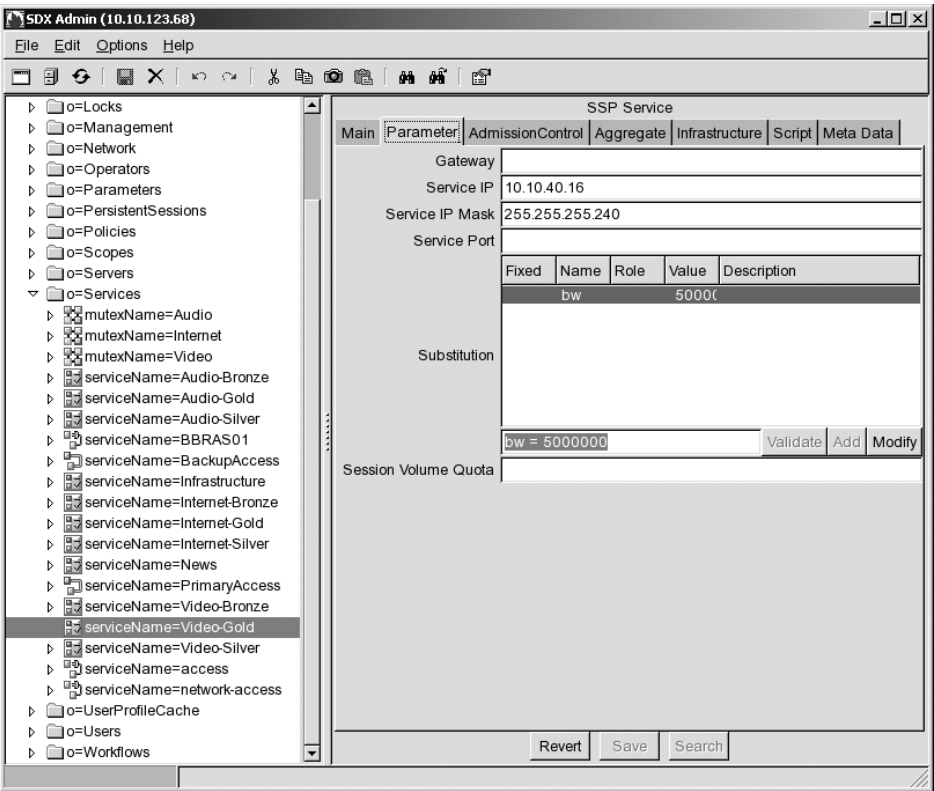 SDX Admin (10.10.123.68)
File Edit Options Help
o=Locks
o=Management
o=Network
o=Operators
o=Parameters
o=PersistentSessions
o=Policies
o=Scopes
o=Servers
o=Services
mutexName=Audio
mutexName=Internet
mutexName=Video
serviceName=Audio-Bronze
serviceName=Audio-Gold
serviceName=Audio-Silver
serviceName=BBRAS01
serviceName=BackupAccess
serviceName=Infrastructure
serviceName=Internet-Bronze
serviceName=Internet-Gold
serviceName=Internet-Silver
serviceName=News
serviceName=PrimaryAccess
serviceName=Video-Bronze
serviceName=Video-Gold
serviceName=Video-Silver
serviceName=access
serviceName=network-access
o=UserProfileCache
o=Users
o=Workflows
SSP Service
Main Parameter AdmissionControl Aggregate Infrastructure Script Meta Data
Gateway
Service IP 10.10.40.16
Service IP Mask 255.255.255.240
Service Port
Fixed Name Role Value Description
bw 50000
Substitution
bw = 5000000 Validate Add Modify
Session Volume Quota
Revert Save Search